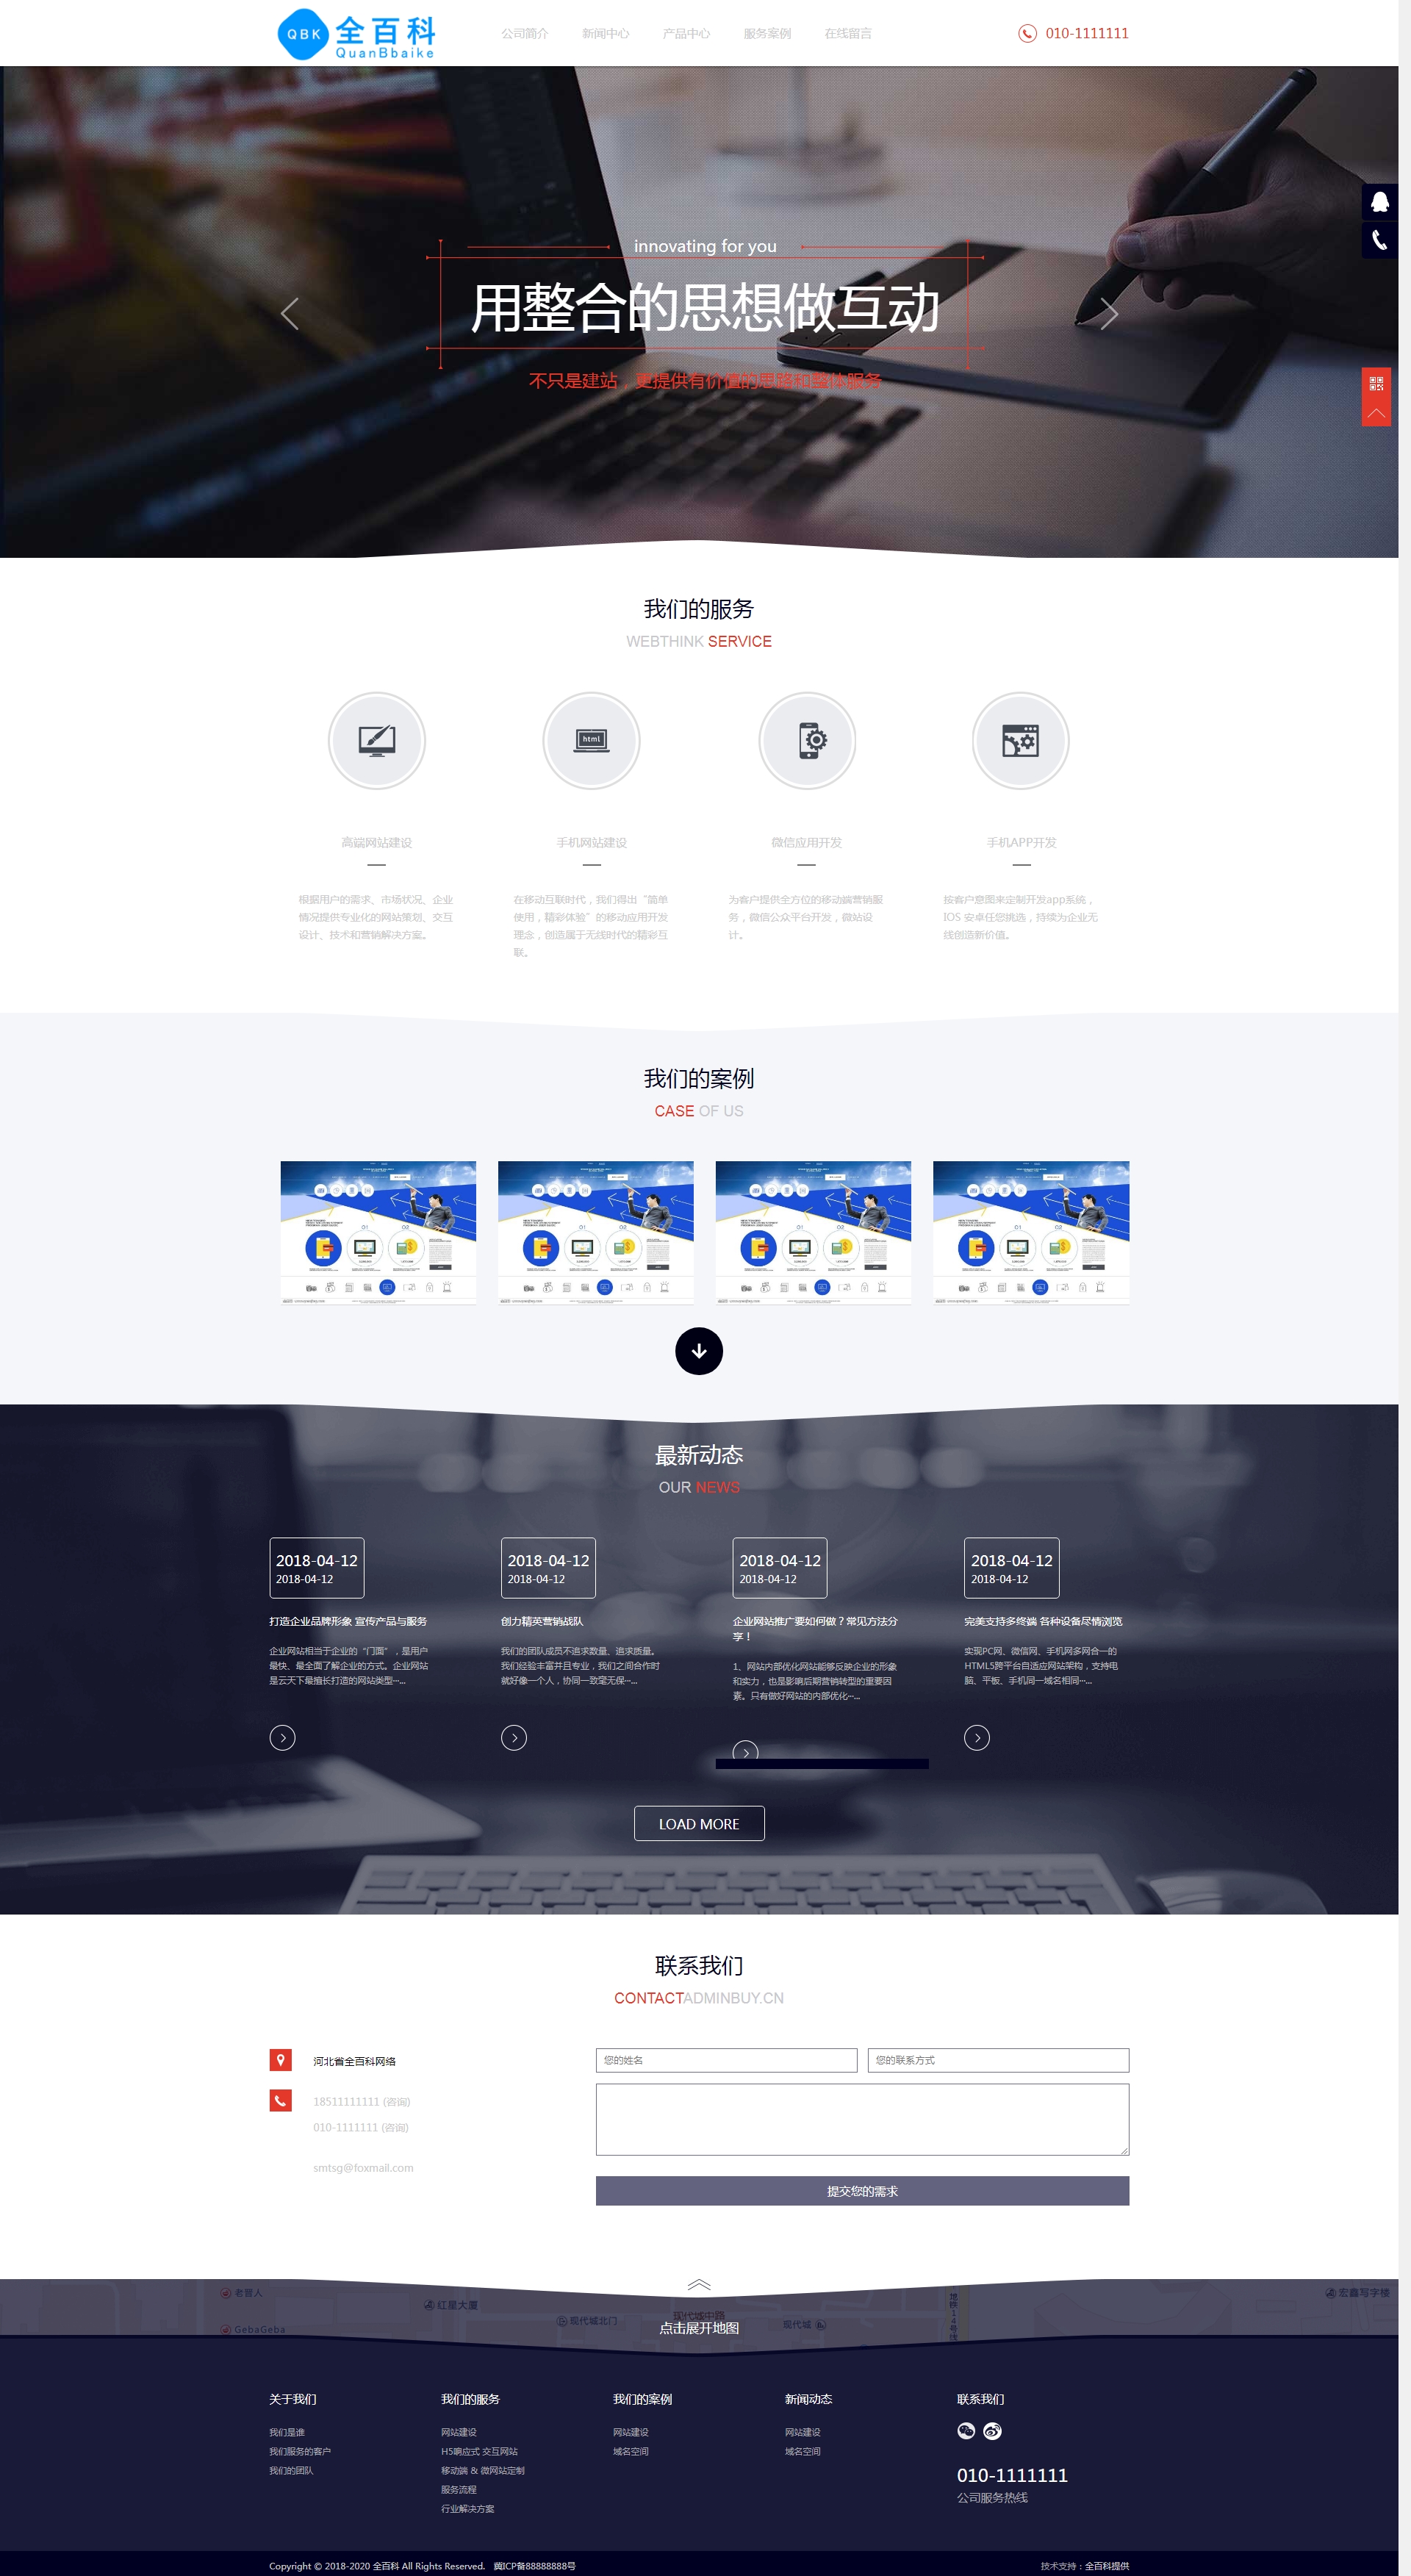 QBK 全百科
QuanBbaike
公司简介 新闻中心 产品中心 服务案例 在线留言
010-1111111
innovating for you
用整合的思想做互动
不只是建站，更提供有价值的思路和整体服务
我们的服务
WEBTHINK SERVICE
html
高端网站建设
根据用户的需求、市场状况、企业
情况提供专业化的网站策划、交互
设计、技术和营销解决方案。
手机网站建设
在移动互联时代，我们得出“简单
使用，精彩体验”的移动应用开发
理念，创造属于无线时代的精彩互
联。
微信应用开发
为客户提供全方位的移动端营销服
务，微信公众平台开发，微站设
计。
手机APP开发
按客户意图来定制开发app系统，
IOS 安卓任您挑选，持续为企业无
线创造新价值。
我们的案例
CASE OF US
最新动态
OUR NEWS
2018-04-12
2018-04-12
打造企业品牌形象 宣传产品与服务
企业网站相当于企业的“门面”，是用户
最快、最全面了解企业的方式。企业网站
是云天下最擅长打造的网站类型···...
2018-04-12
2018-04-12
创力精英营销战队
我们的团队成员不追求数量、追求质量。
我们经验丰富并且专业，我们之间合作时
就好像一个人，协同一致毫无保···...
2018-04-12
2018-04-12
企业网站推广要如何做？常见方法分
享！
1、网站内部优化网站能够反映企业的形象
和实力，也是影响后期营销转型的重要因
素。只有做好网站的内部优化···...
2018-04-12
2018-04-12
完美支持多终端 各种设备尽情浏览
实现PC网、微信网、手机网多网合一的
HTML5跨平台自适应网站架构，支持电
脑、平板、手机同一域名相同···...
LOAD MORE
联系我们
CONTACTADMINBUY.CN
河北省全百科网络
18511111111 (咨询)
010-1111111 (咨询)
smtsg@foxmail.com
您的姓名
您的联系方式
提交您的需求
老替人
GebaGeba
红星大厦
现代城北门
现代城中路
现代城
地铁14号线
宏鑫写字楼
点击展开地图
关于我们
我们是谁
我们服务的客户
我们的团队
我们的服务
网站建设
H5响应式 交互网站
移动端 & 微网站定制
服务流程
行业解决方案
我们的案例
网站建设
域名空间
新闻动态
网站建设
域名空间
联系我们
010-1111111
公司服务热线
Copyright © 2018-2020 全百科 All Rights Reserved. 冀ICP备88888888号
技术支持：全百科提供